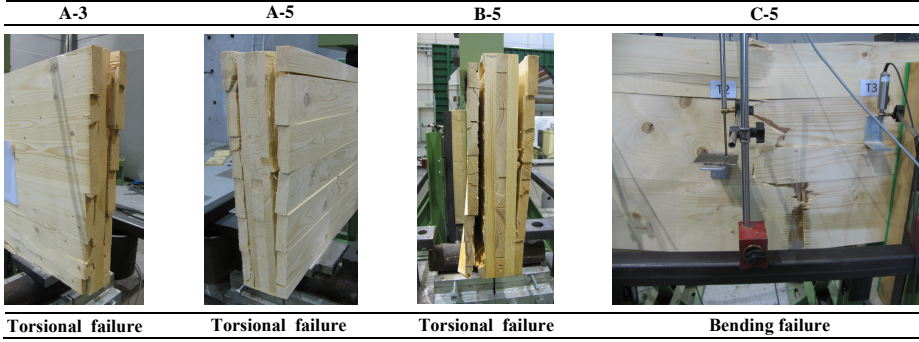 A-3 A-5 B-5 C-5
T2 T3
Torsional failure Torsional failure Torsional failure Bending failure